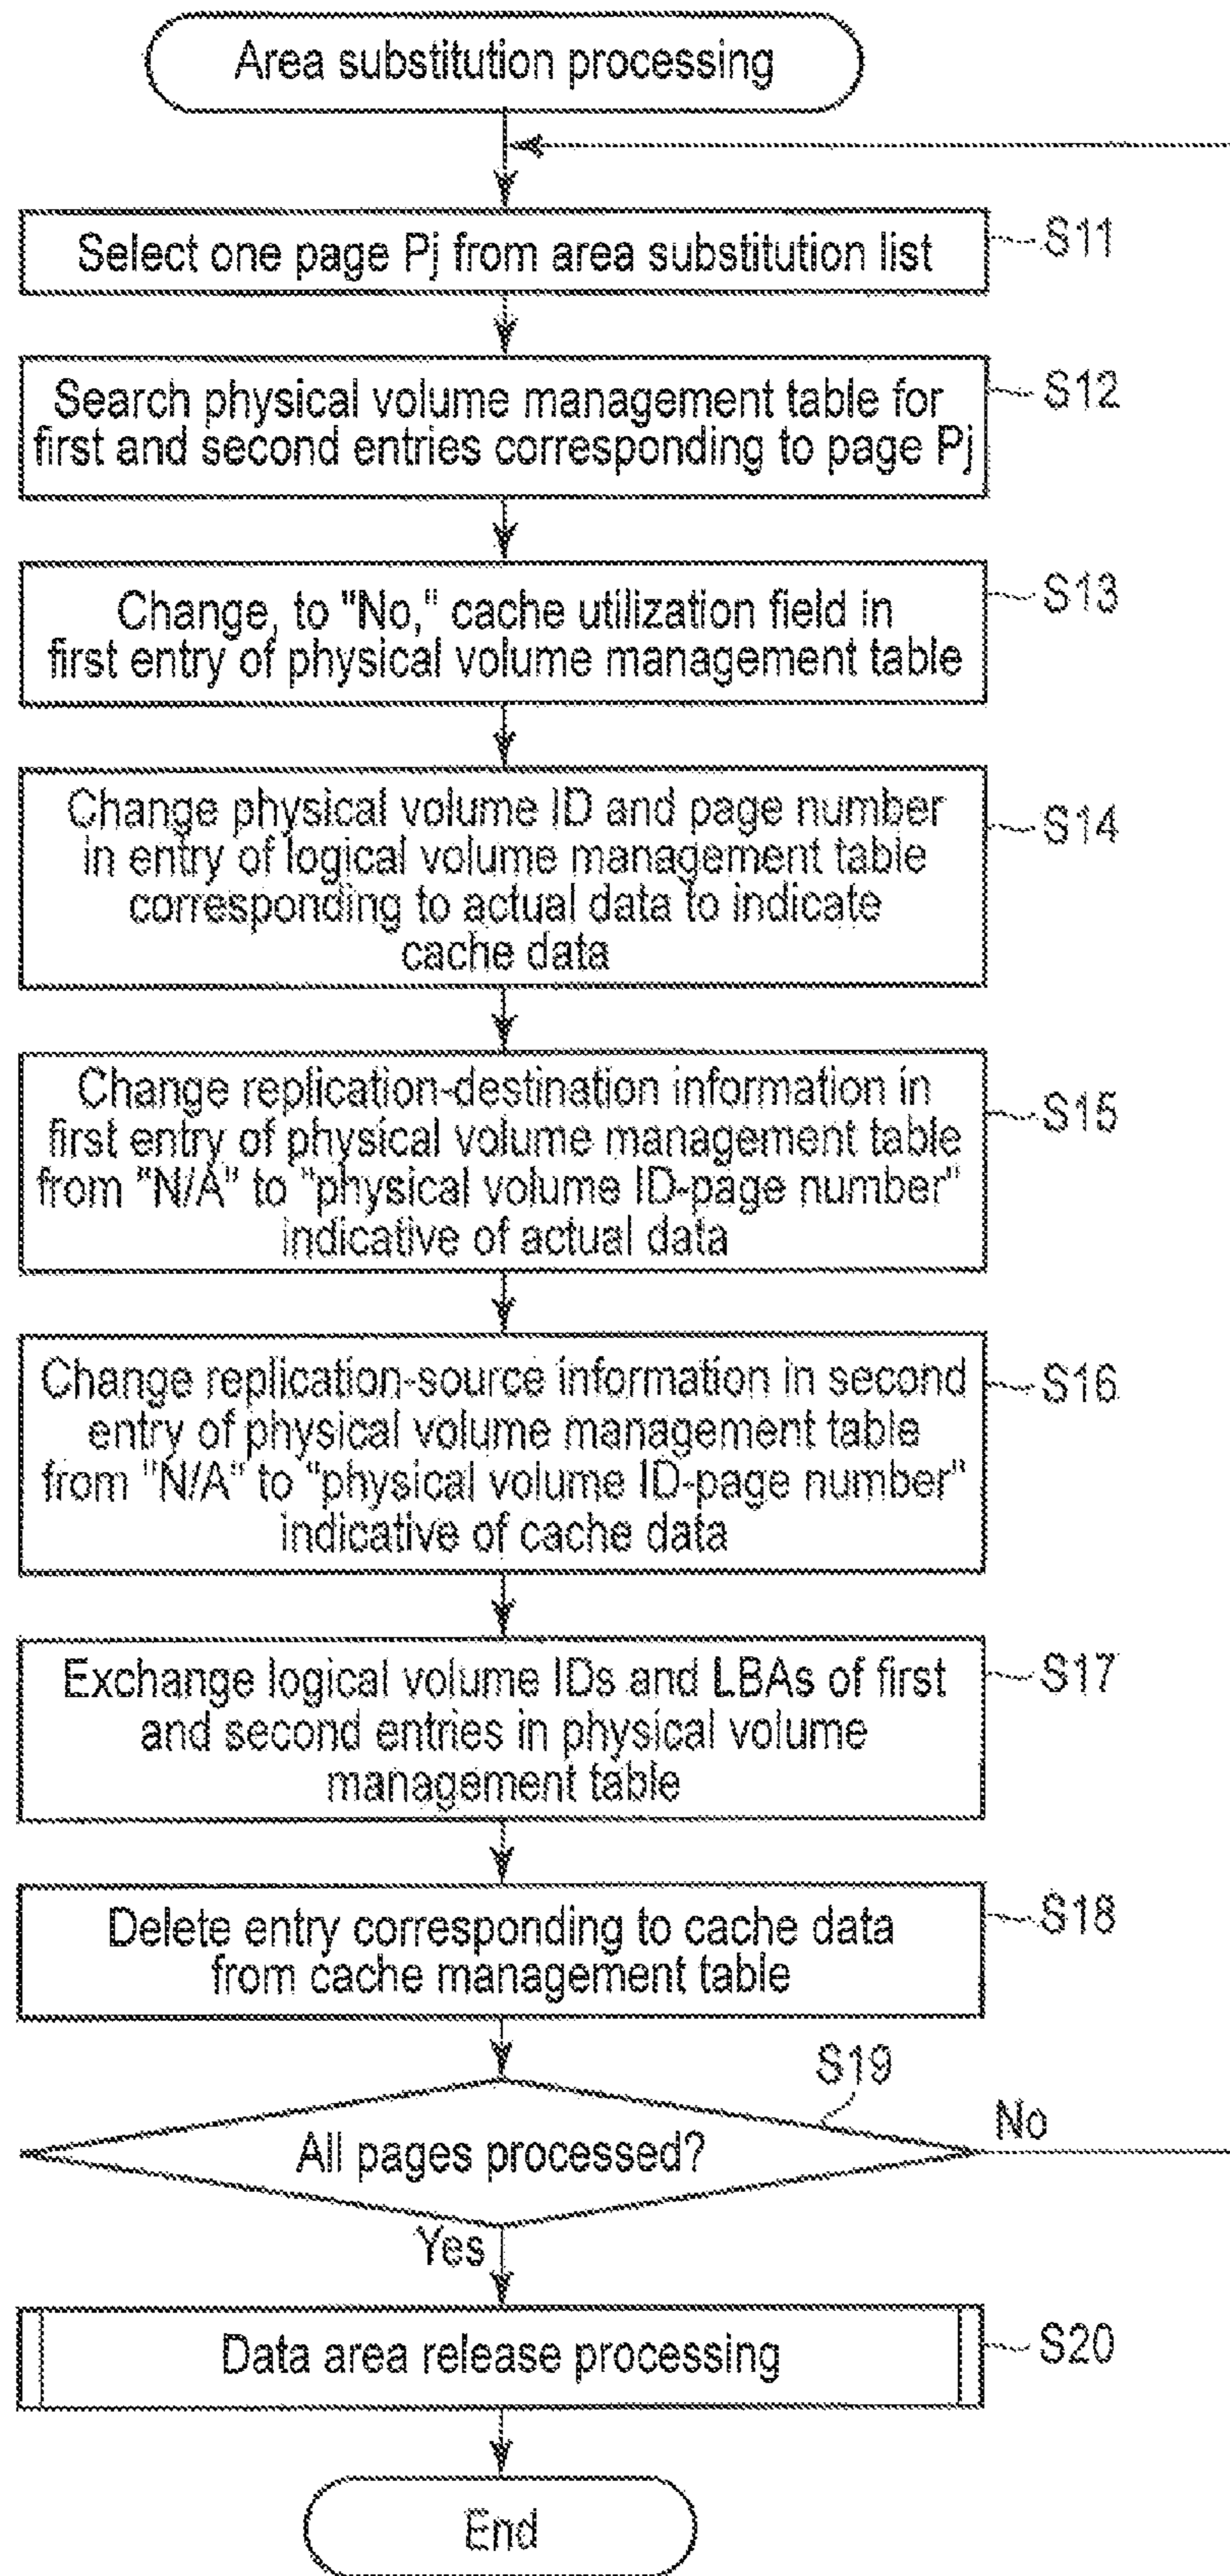 Area substitution processing
Select one page Pj from area substitution list
S11
Search physical volume management table for
first and second entries corresponding to page Pj
S12
Change, to "No," cache utilization field in
first entry of physical volume management table
S13
Change physical volume ID and page number
in entry of logical volume management table
corresponding to actual data to indicate
cache data
S14
Change replication-destination information in
first entry of physical volume management table
from "N/A" to "physical volume ID-page number"
indicative of actual data
S15
Change replication-source information in second
entry of physical volume management table
from "N/A" to "physical volume ID-page number"
indicative of cache data
S16
Exchange logical volume IDs and LBAs of first
and second entries in physical volume
management table
S17
Delete entry corresponding to cache data
from cache management table
S18
S19
All pages processed?
No
Yes
Data area release processing
S20
End